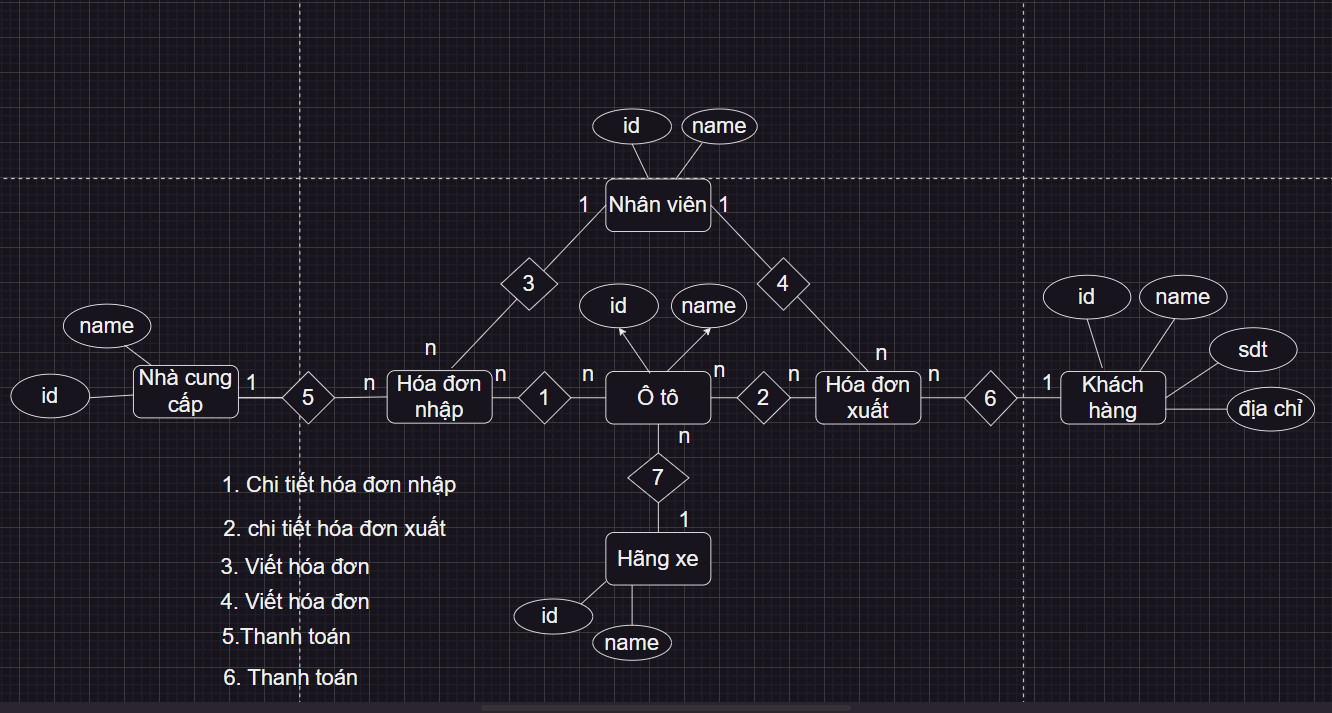 id
name
1
Nhân viên
1
3
4
id
name
id
name
sdt
địa chỉ
name
id
Nhà cung
cấp
1
5
n
n
Hóa đơn
nhập
n
1
n
Ô tô
n
2
n
n
Hóa đơn
xuất
n
6
1
Khách
hàng
n
7
1
Hãng xe
id
name
1. Chi tiết hóa đơn nhập
2. chi tiết hóa đơn xuất
3. Viết hóa đơn
4. Viết hóa đơn
5.Thanh toán
6. Thanh toán